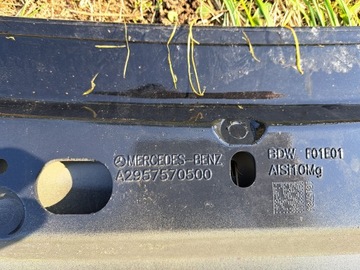 MERCEDES-BENZ
A2957570500
BDW F01E01
AlSi10Mg